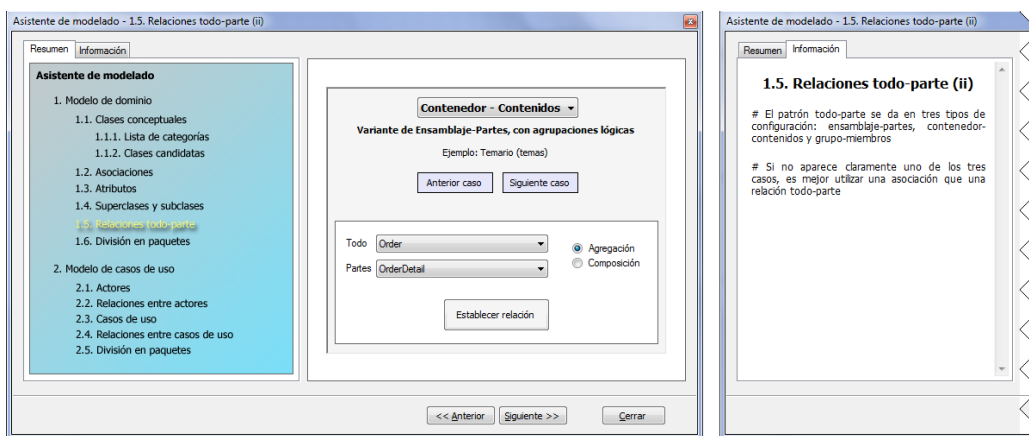 Asistente de modelado - 1.5. Relaciones todo-parte (ii)
Resumen
Información
Asistente de modelado
1. Modelo de dominio
1.1. Clases conceptuales
1.1.1. Lista de categorías
1.1.2. Clases candidatas
1.2. Asociaciones
1.3. Atributos
1.4. Superclases y subclases
1.5. Relaciones todo-parte
1.6. División en paquetes
2. Modelo de casos de uso
2.1. Actores
2.2. Relaciones entre actores
2.3. Casos de uso
2.4. Relaciones entre casos de uso
2.5. División en paquetes
Contenedor - Contenidos
Variante de Ensamblaje-Partes, con agrupaciones lógicas
Ejemplo: Temario (temas)
Anterior caso
Siguiente caso
Todo
Order
Partes
OrderDetail
Agregación
Composición
Establecer relación
<< Anterior
Siguiente >>
Cerrar
Asistente de modelado - 1.5. Relaciones todo-parte (ii)
Resumen
Información
1.5. Relaciones todo-parte (ii)
# El patrón todo-parte se da en tres tipos de
configuración: ensamblaje-partes, contenedor-
contenidos y grupo-miembros
# Si no aparece claramente uno de los tres
casos, es mejor utilizar una asociación que una
relación todo-parte